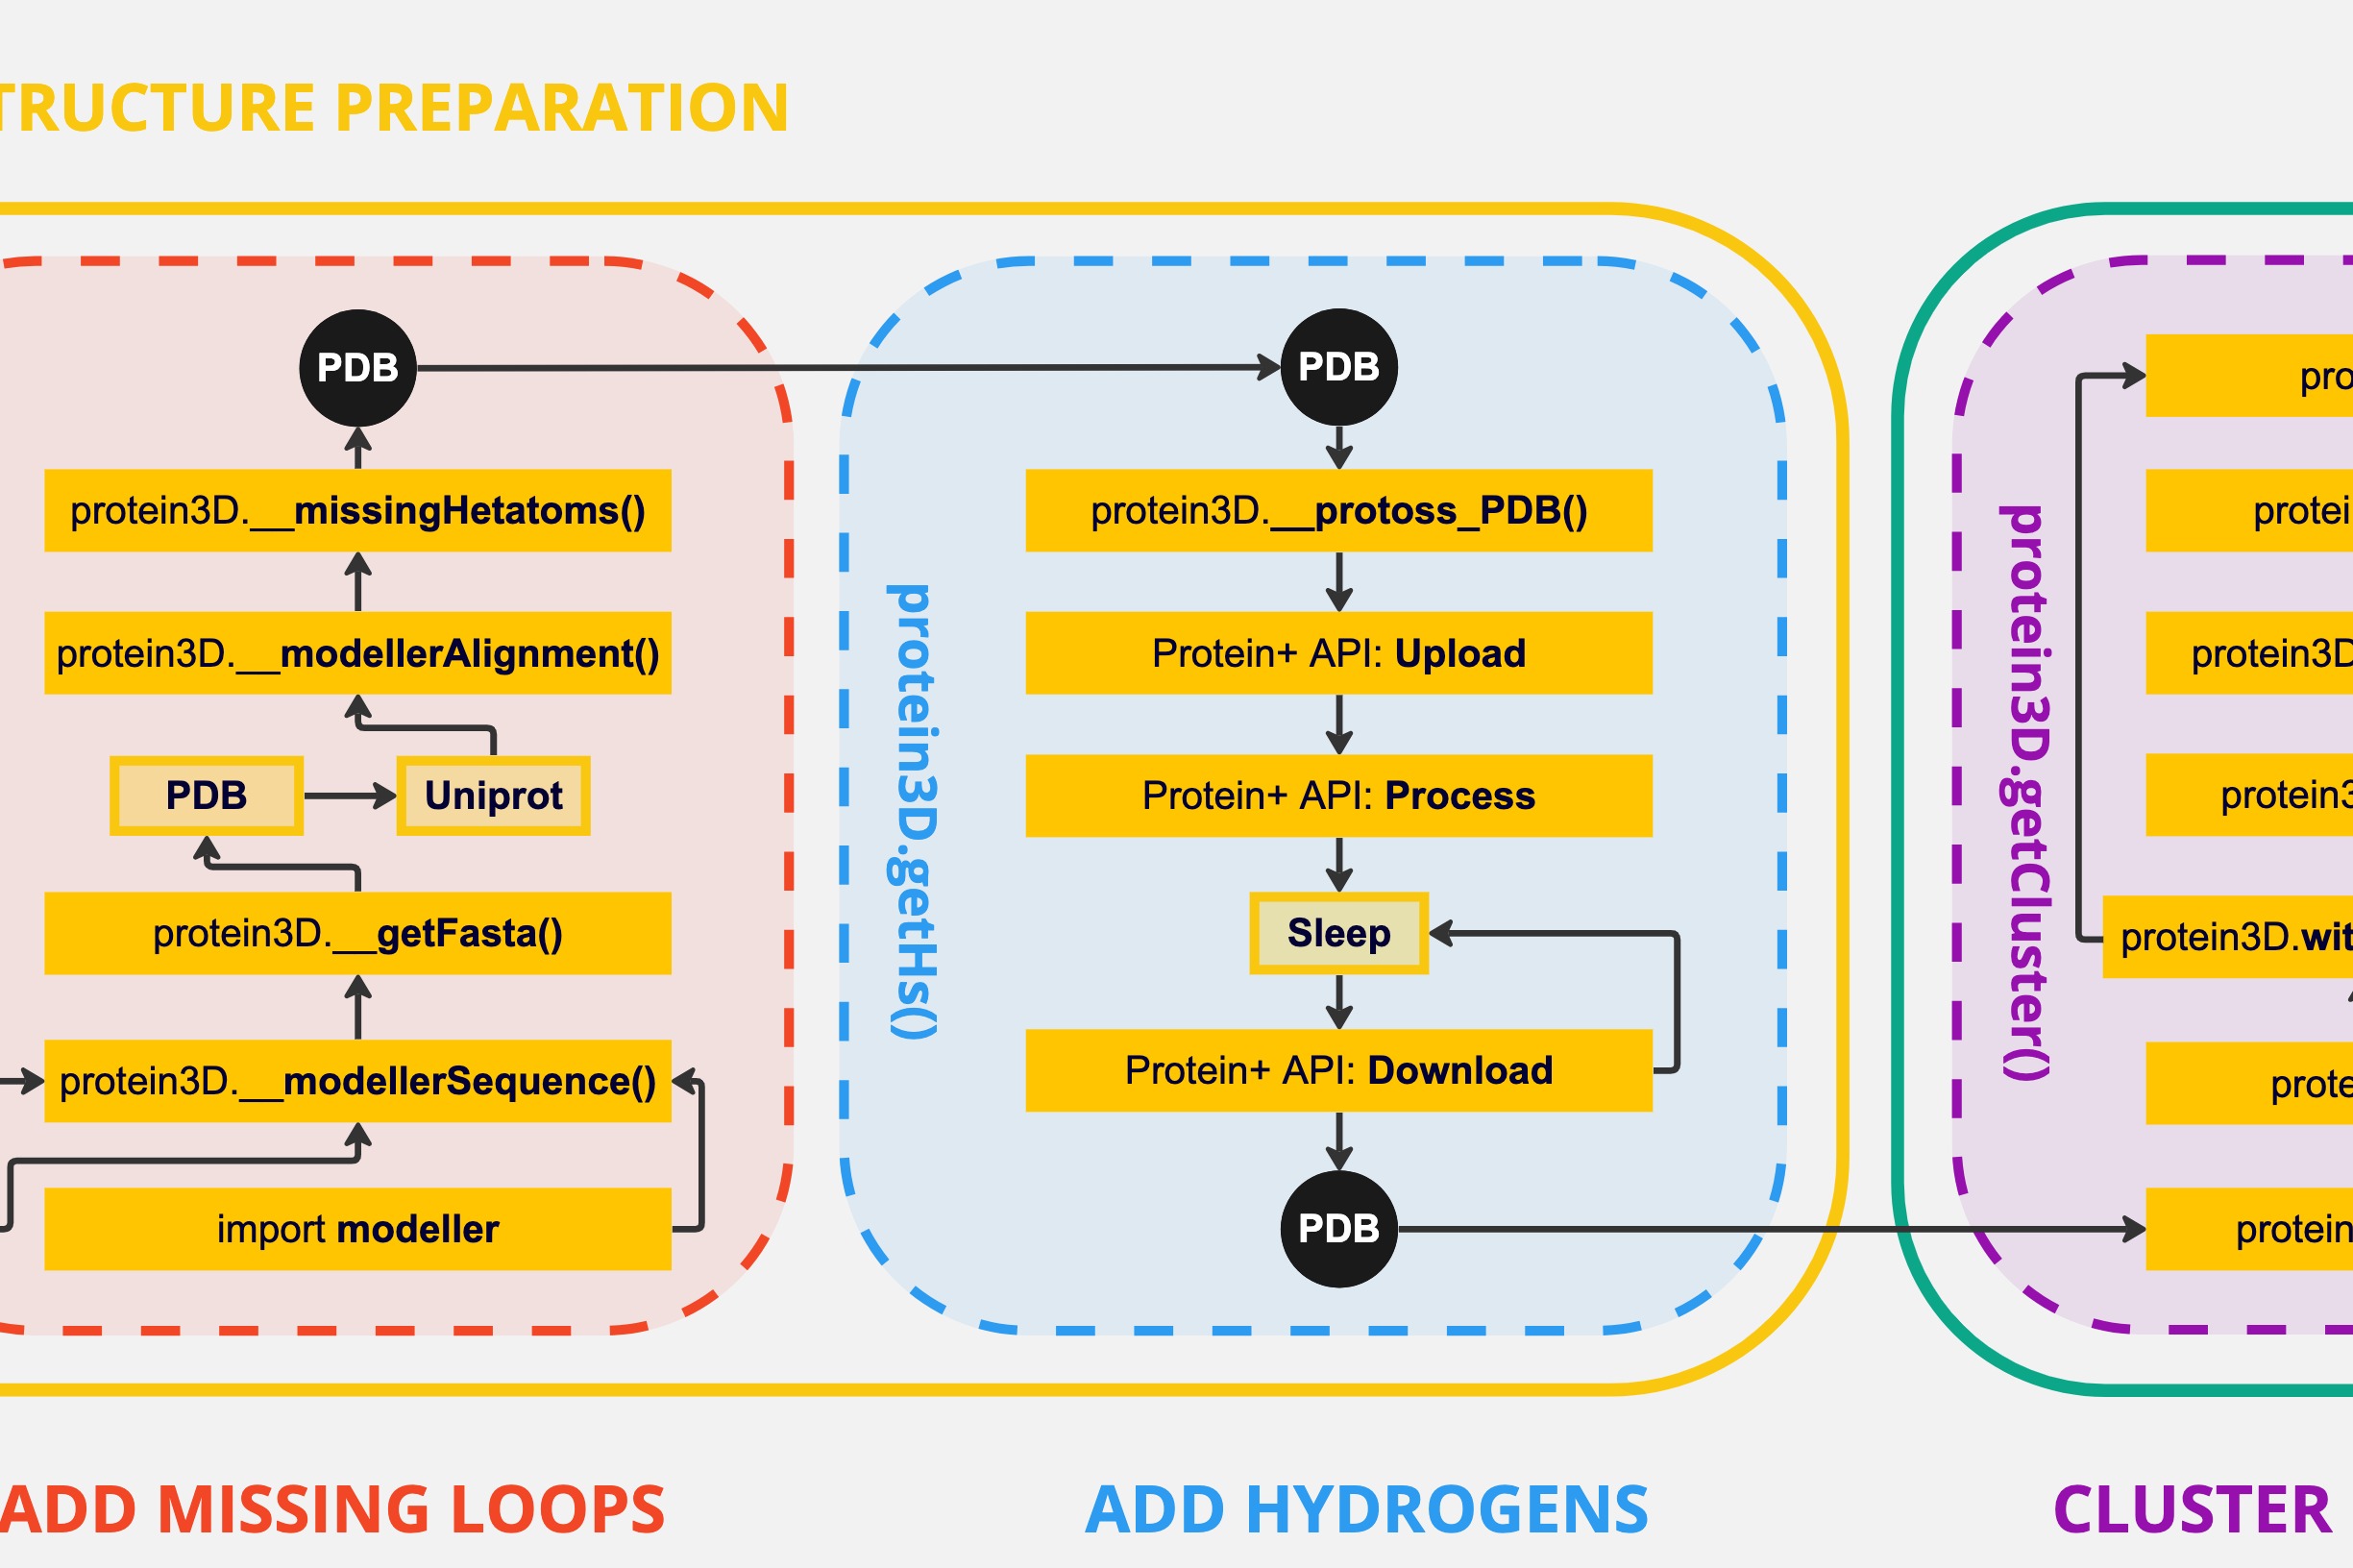 TRUCTURE PREPARATION
PDB
protein3D.__missingHetatoms()
protein3D.__modellerAlignment()
PDB
Uniprot
protein3D.__getFasta()
protein3D.__modellerSequence()
import modeller
ADD MISSING LOOPS
protein3D.getHs()
PDB
protein3D.__protoss_PDB()
Protein+ API: Upload
Protein+ API: Process
Sleep
Protein+ API: Download
PDB
ADD HYDROGENS
protein3D.getCluster()
pro
protei
protein3D
protein3
protein3D.wit
prote
protein
CLUSTER